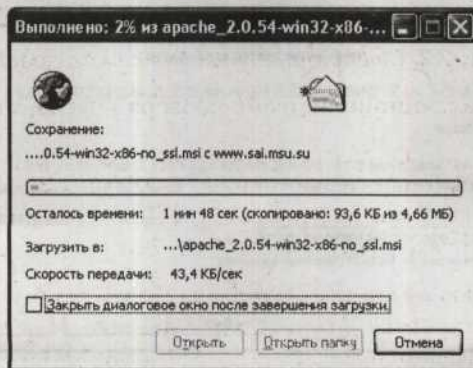 Выполнено: 2% из apache_2.0.54-win32-x86-...
Сохранение:
....0.54-win32-x86-no_ssl.msi с www.sai.msu.su
Осталось времени: 1 мин 48 сек (скопировано: 93,6 КБ из 4,66 МБ)
Загрузить в: ...\apache_2.0.54-win32-x86-no_ssl.msi
Скорость передачи: 43,4 КБ/сек
Закрыть диалоговое окно после завершения загрузки
Открыть Открыть папку Отмена